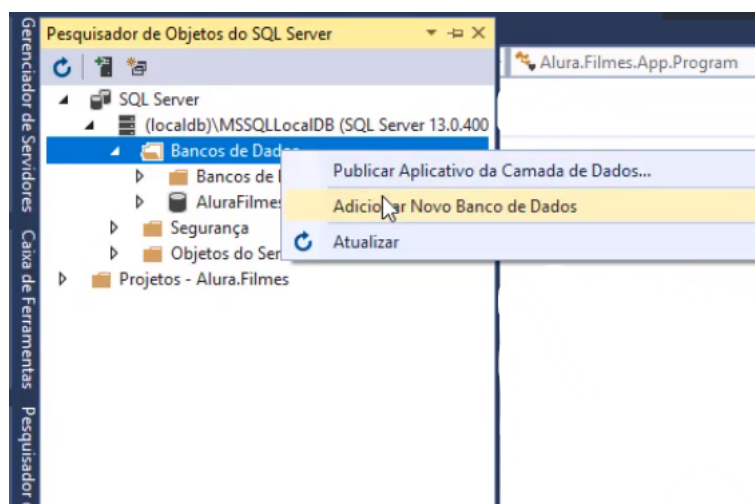 Pesquisador de Objetos do SQL Server
Alura.Filmes.App.Program
SQL Server
(localdb)\MSSQLLocalDB (SQL Server 13.0.400
Bancos de Dad
Bancos de
AluraFilmes
Segurança
Objetos do Ser
Projetos - Alura.Filmes
Publicar Aplicativo da Camada de Dados...
Adicionar Novo Banco de Dados
Atualizar
Gerenciador de Servidores
Caixa de Ferramentas
Pesquisador